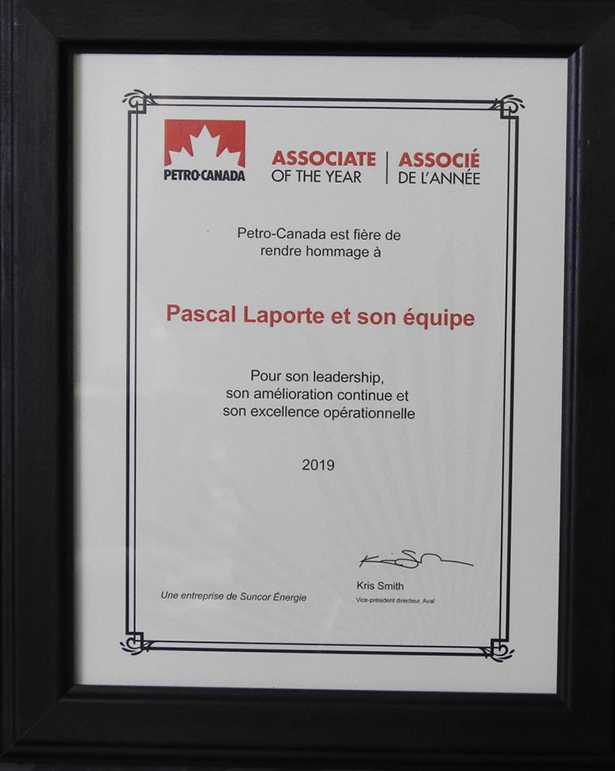 PETRO-CANADA
ASSOCIATE | ASSOCIÉ
OF THE YEAR | DE L'ANNÉE
Petro-Canada est fière de
rendre hommage à
Pascal Laporte et son équipe
Pour son leadership,
son amélioration continue et
son excellence opérationnelle
2019
Kris Smith
Vice-président directeur, Aval
Une entreprise de Suncor Énergie